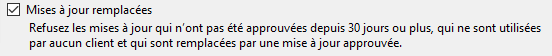 Mises à jour remplacées
Refusez les mises à jour qui n'ont pas été approuvées depuis 30 jours ou plus, qui ne sont utilisées
par aucun client et qui sont remplacées par une mise à jour approuvée.